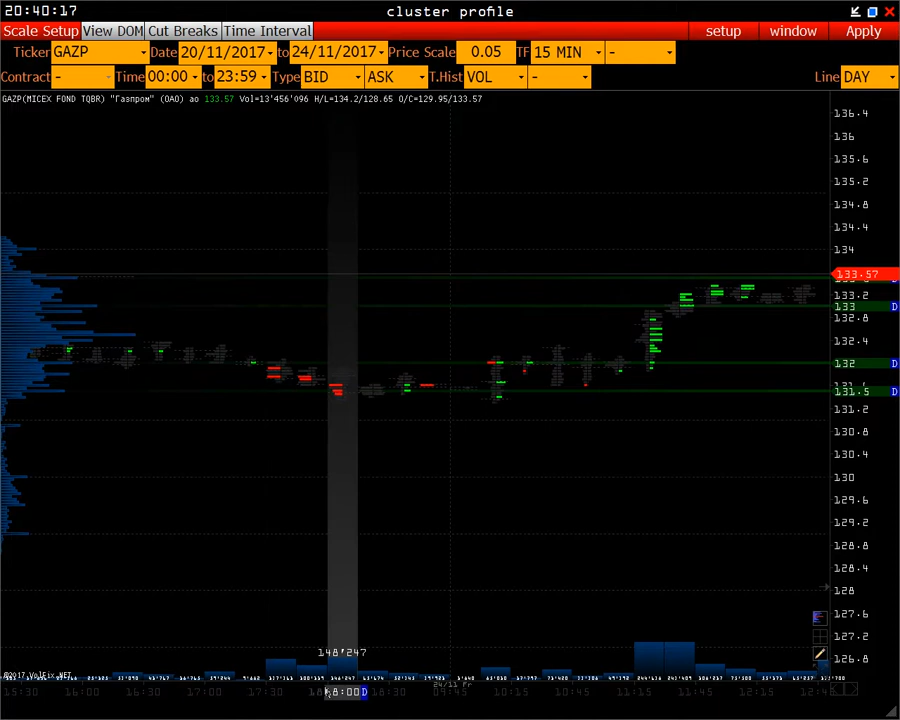 20:40:17 cluster profile
Scale Setup View DOM Cut Breaks Time Interval setup window Apply
Ticker GAZP Date 20/11/2017 to 24/11/2017 Price Scale 0.05 TF 15 MIN -
Contract - Time 00:00 to 23:59 Type BID ASK T.Hist VOL - Line DAY
GAZP(MICEX FOND TQBR) "Газпром" (ОАО) ао 133.57 Vol=13'456'096 H/L=134.2/128.65 O/C=129.95/133.57
136.4
136
135.6
135.2
134.8
134.4
134
133.57
133.2
133 D
132.8
132.4
132 D
131.5 D
131.2
130.8
130.4
130
129.6
129.2
128.8
128.4
128
127.6
127.2
126.8
148'247
©2017 VolFix.NET
24/11 Fr
15:30 16:00 16:30 17:00 17:30 18:00 D 18:30 09:45 10:15 10:45 11:15 11:45 12:15